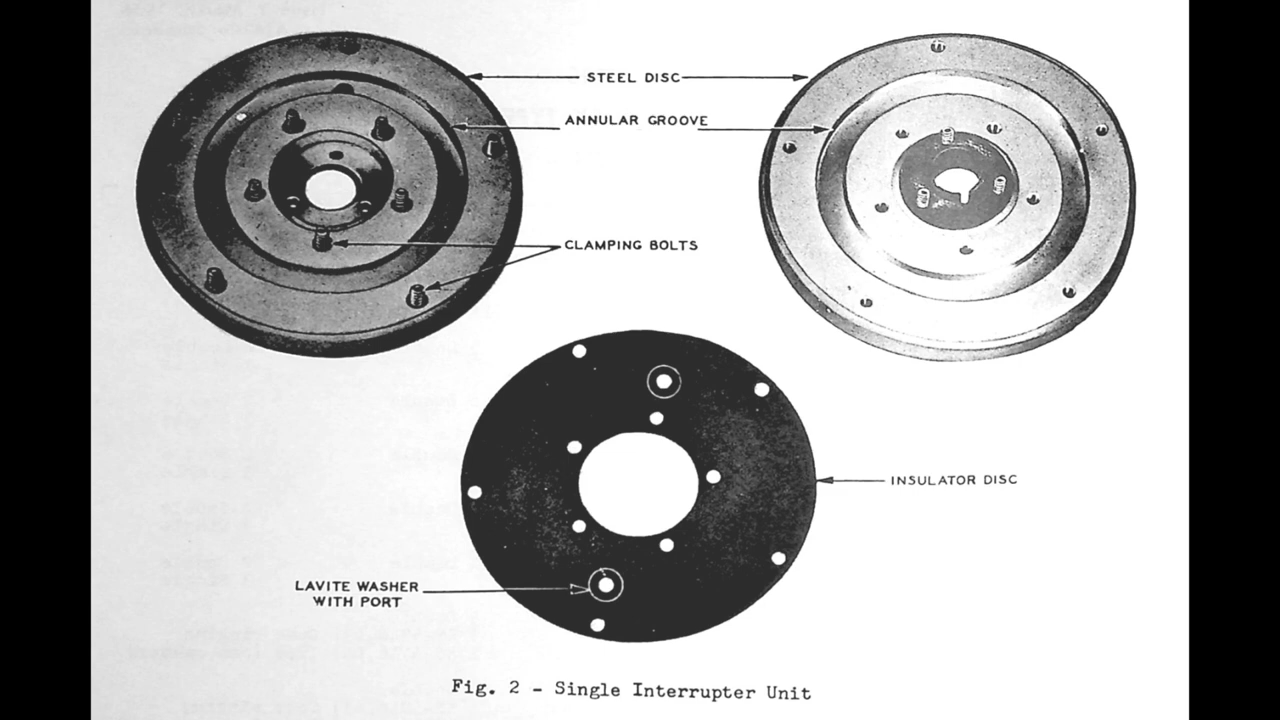 STEEL DISC
ANNULAR GROOVE
CLAMPING BOLTS
INSULATOR DISC
LAVITE WASHER
WITH PORT
Fig. 2 - Single Interrupter Unit